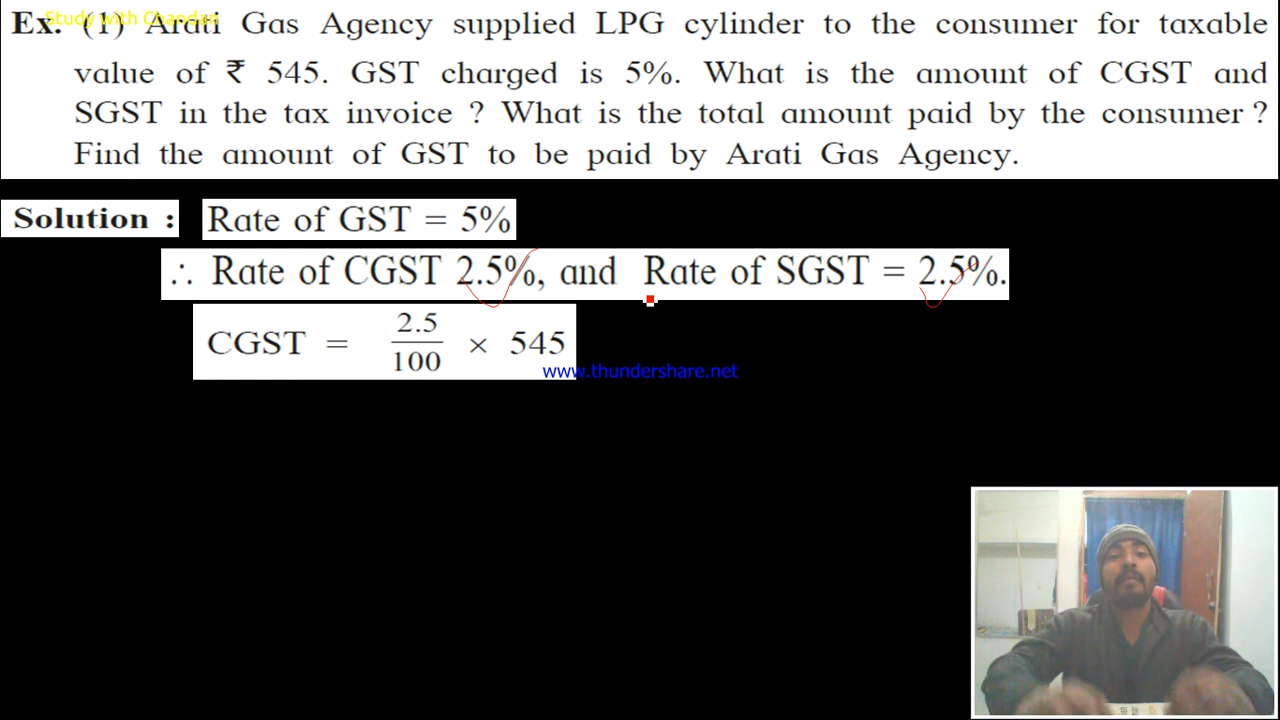 Study with Chandan
Ex. (1) Arati Gas Agency supplied LPG cylinder to the consumer for taxable
value of ₹ 545. GST charged is 5%. What is the amount of CGST and
SGST in the tax invoice ? What is the total amount paid by the consumer ?
Find the amount of GST to be paid by Arati Gas Agency.
Solution : Rate of GST = 5%
∴ Rate of CGST 2.5%, and Rate of SGST = 2.5%.
CGST = 2.5/100 × 545
www.thundershare.net